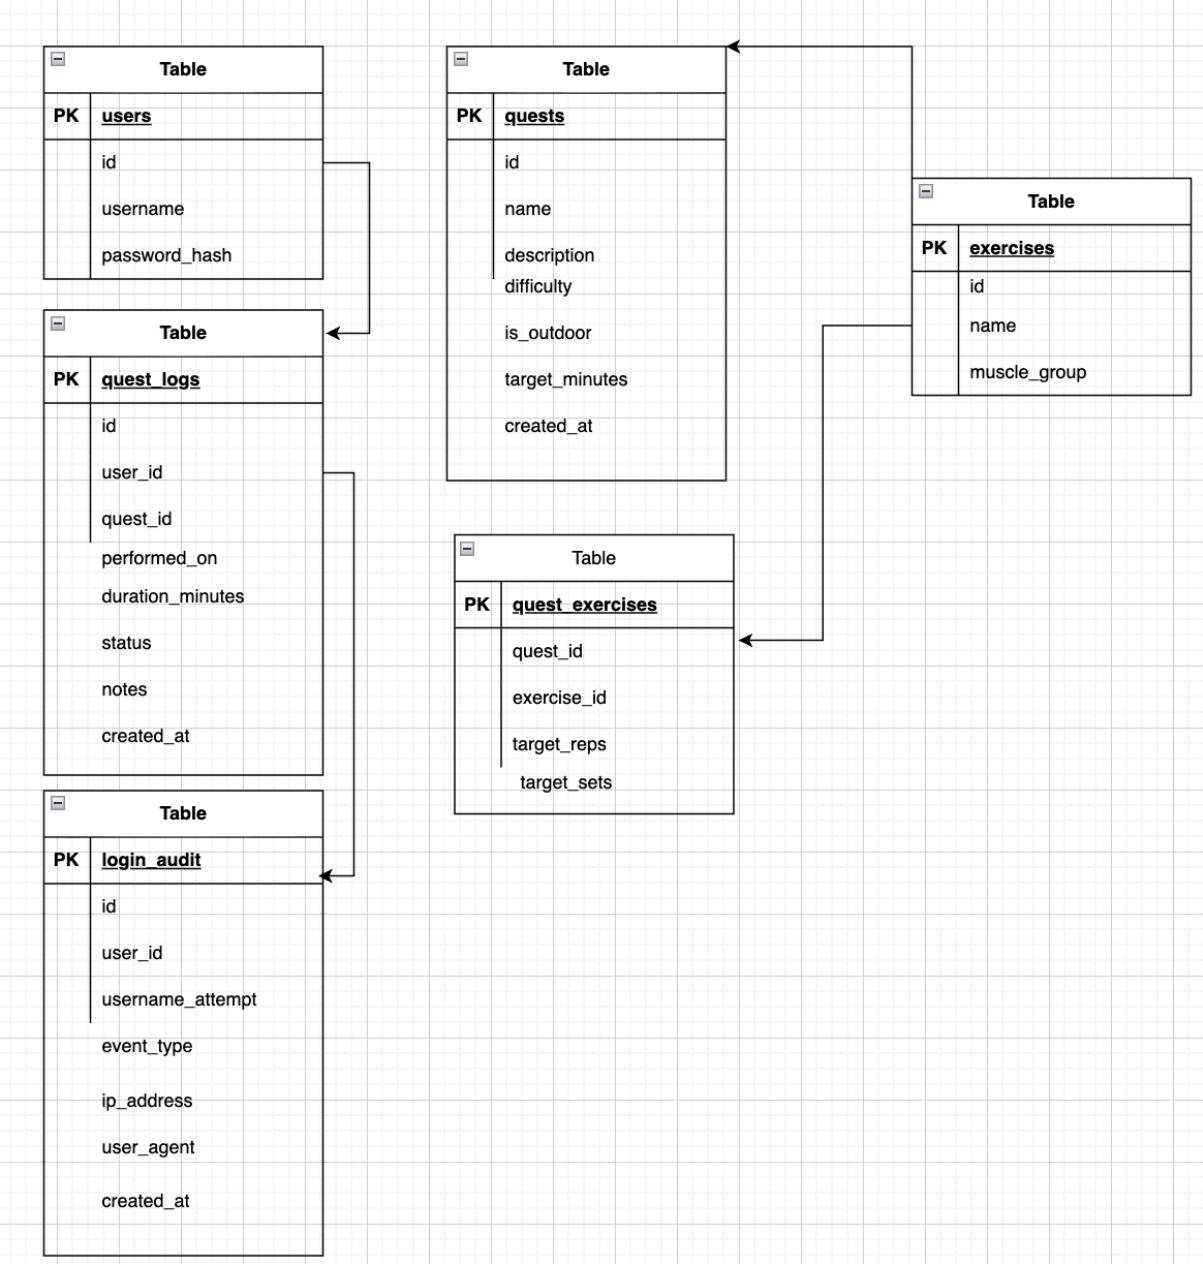 Table
PK users
id
username
password_hash
Table
PK quest_logs
id
user_id
quest_id
performed_on
duration_minutes
status
notes
created_at
Table
PK login_audit
id
user_id
username_attempt
event_type
ip_address
user_agent
created_at
Table
PK quests
id
name
description
difficulty
is_outdoor
target_minutes
created_at
Table
PK quest_exercises
quest_id
exercise_id
target_reps
target_sets
Table
PK exercises
id
name
muscle_group